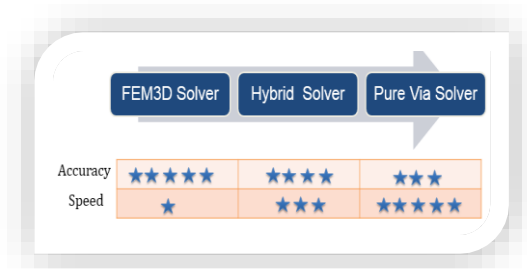 FEM3D Solver Hybrid Solver Pure Via Solver
Accuracy ★★★★★ ★★★★ ★★★
Speed ★ ★★★ ★★★★★